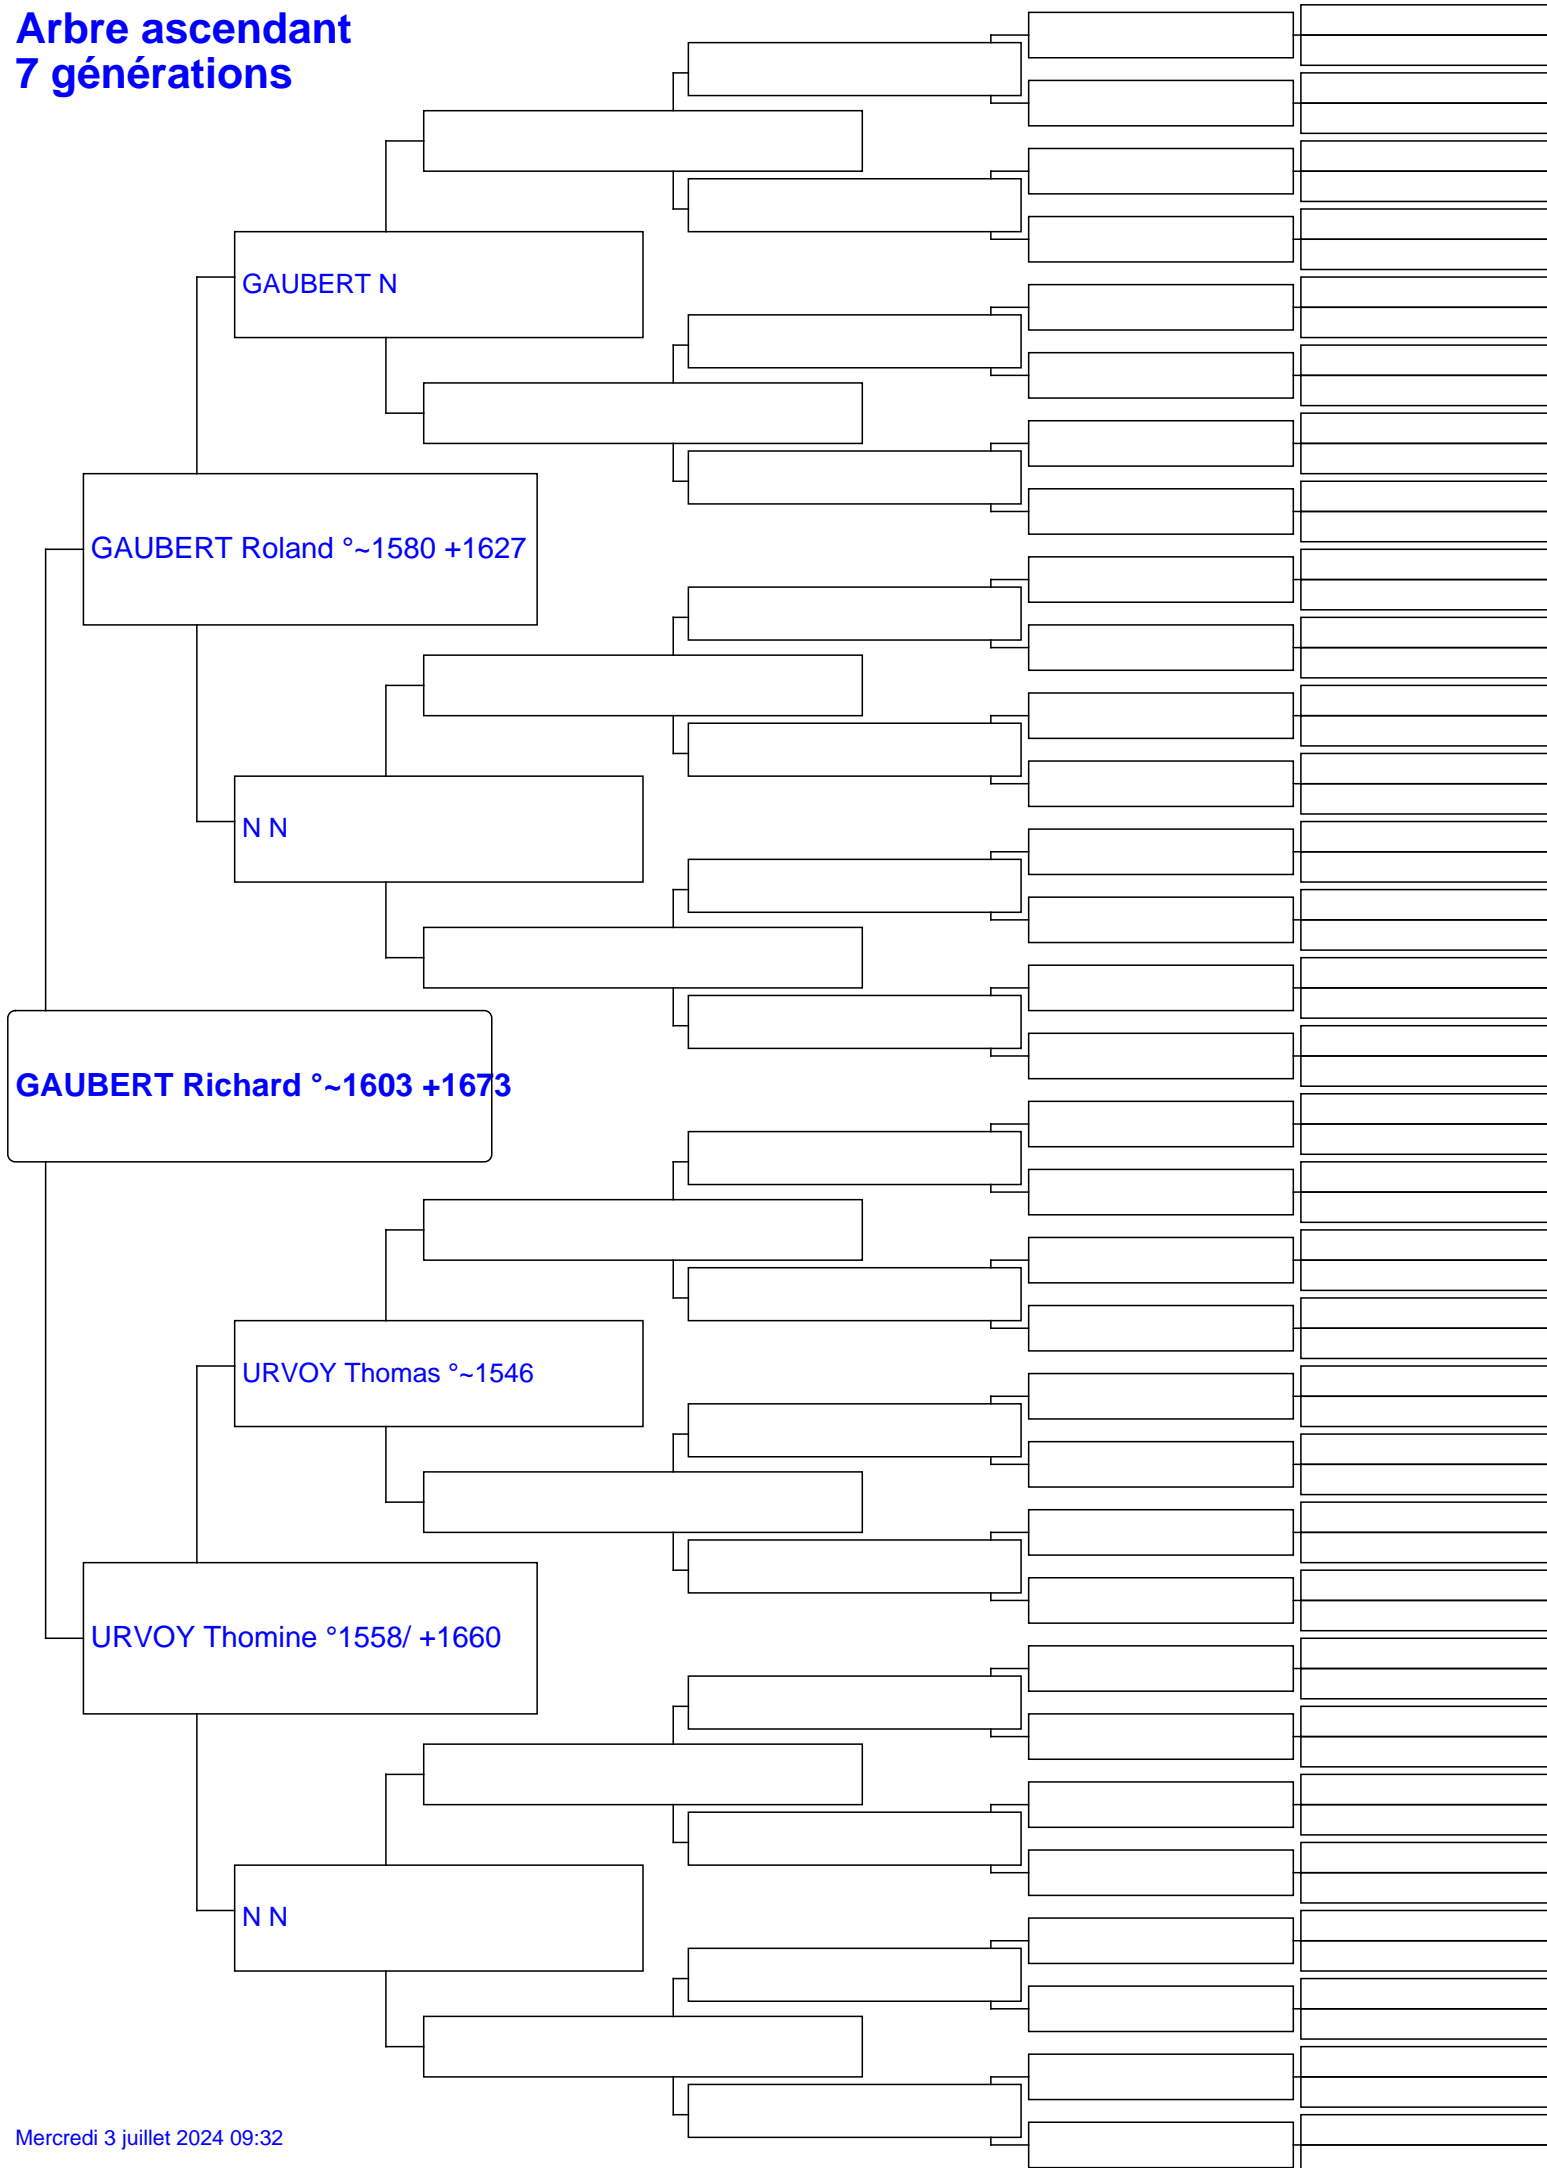 Arbre ascendant
7 générations
GAUBERT N
GAUBERT Roland °~1580 +1627
N N
GAUBERT Richard °~1603 +1673
URVOY Thomas °~1546
URVOY Thomine °1558/ +1660
N N
Mercredi 3 juillet 2024 09:32